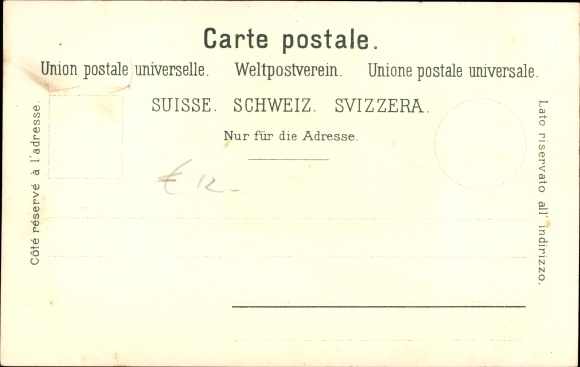 Carte postale.
Union postale universelle. Weltpostverein. Unione postale universale.
SUISSE. SCHWEIZ. SVIZZERA.
Nur für die Adresse.
Côté réservé à l'adresse.
Lato riservato all' indirizzo.
€ 12.-